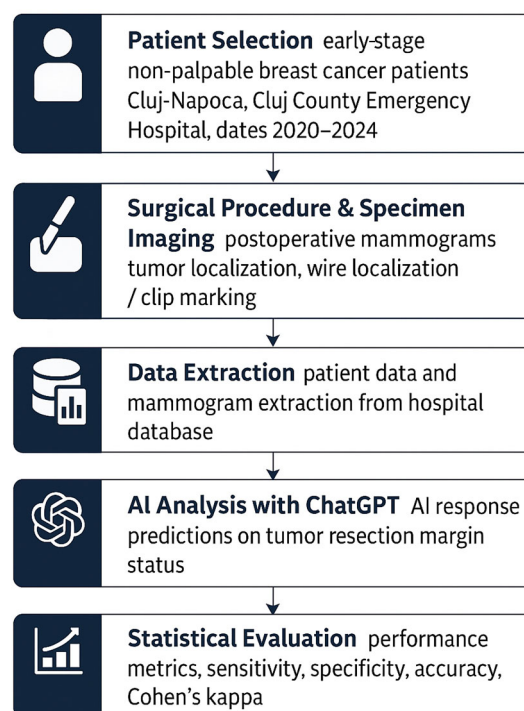 Patient Selection early-stage
non-palpable breast cancer patients
Cluj-Napoca, Cluj County Emergency
Hospital, dates 2020–2024
Surgical Procedure & Specimen
Imaging postoperative mammograms
tumor localization, wire localization
/ clip marking
Data Extraction patient data and
mammogram extraction from hospital
database
AI Analysis with ChatGPT AI response
predictions on tumor resection margin
status
Statistical Evaluation performance
metrics, sensitivity, specificity, accuracy,
Cohen's kappa